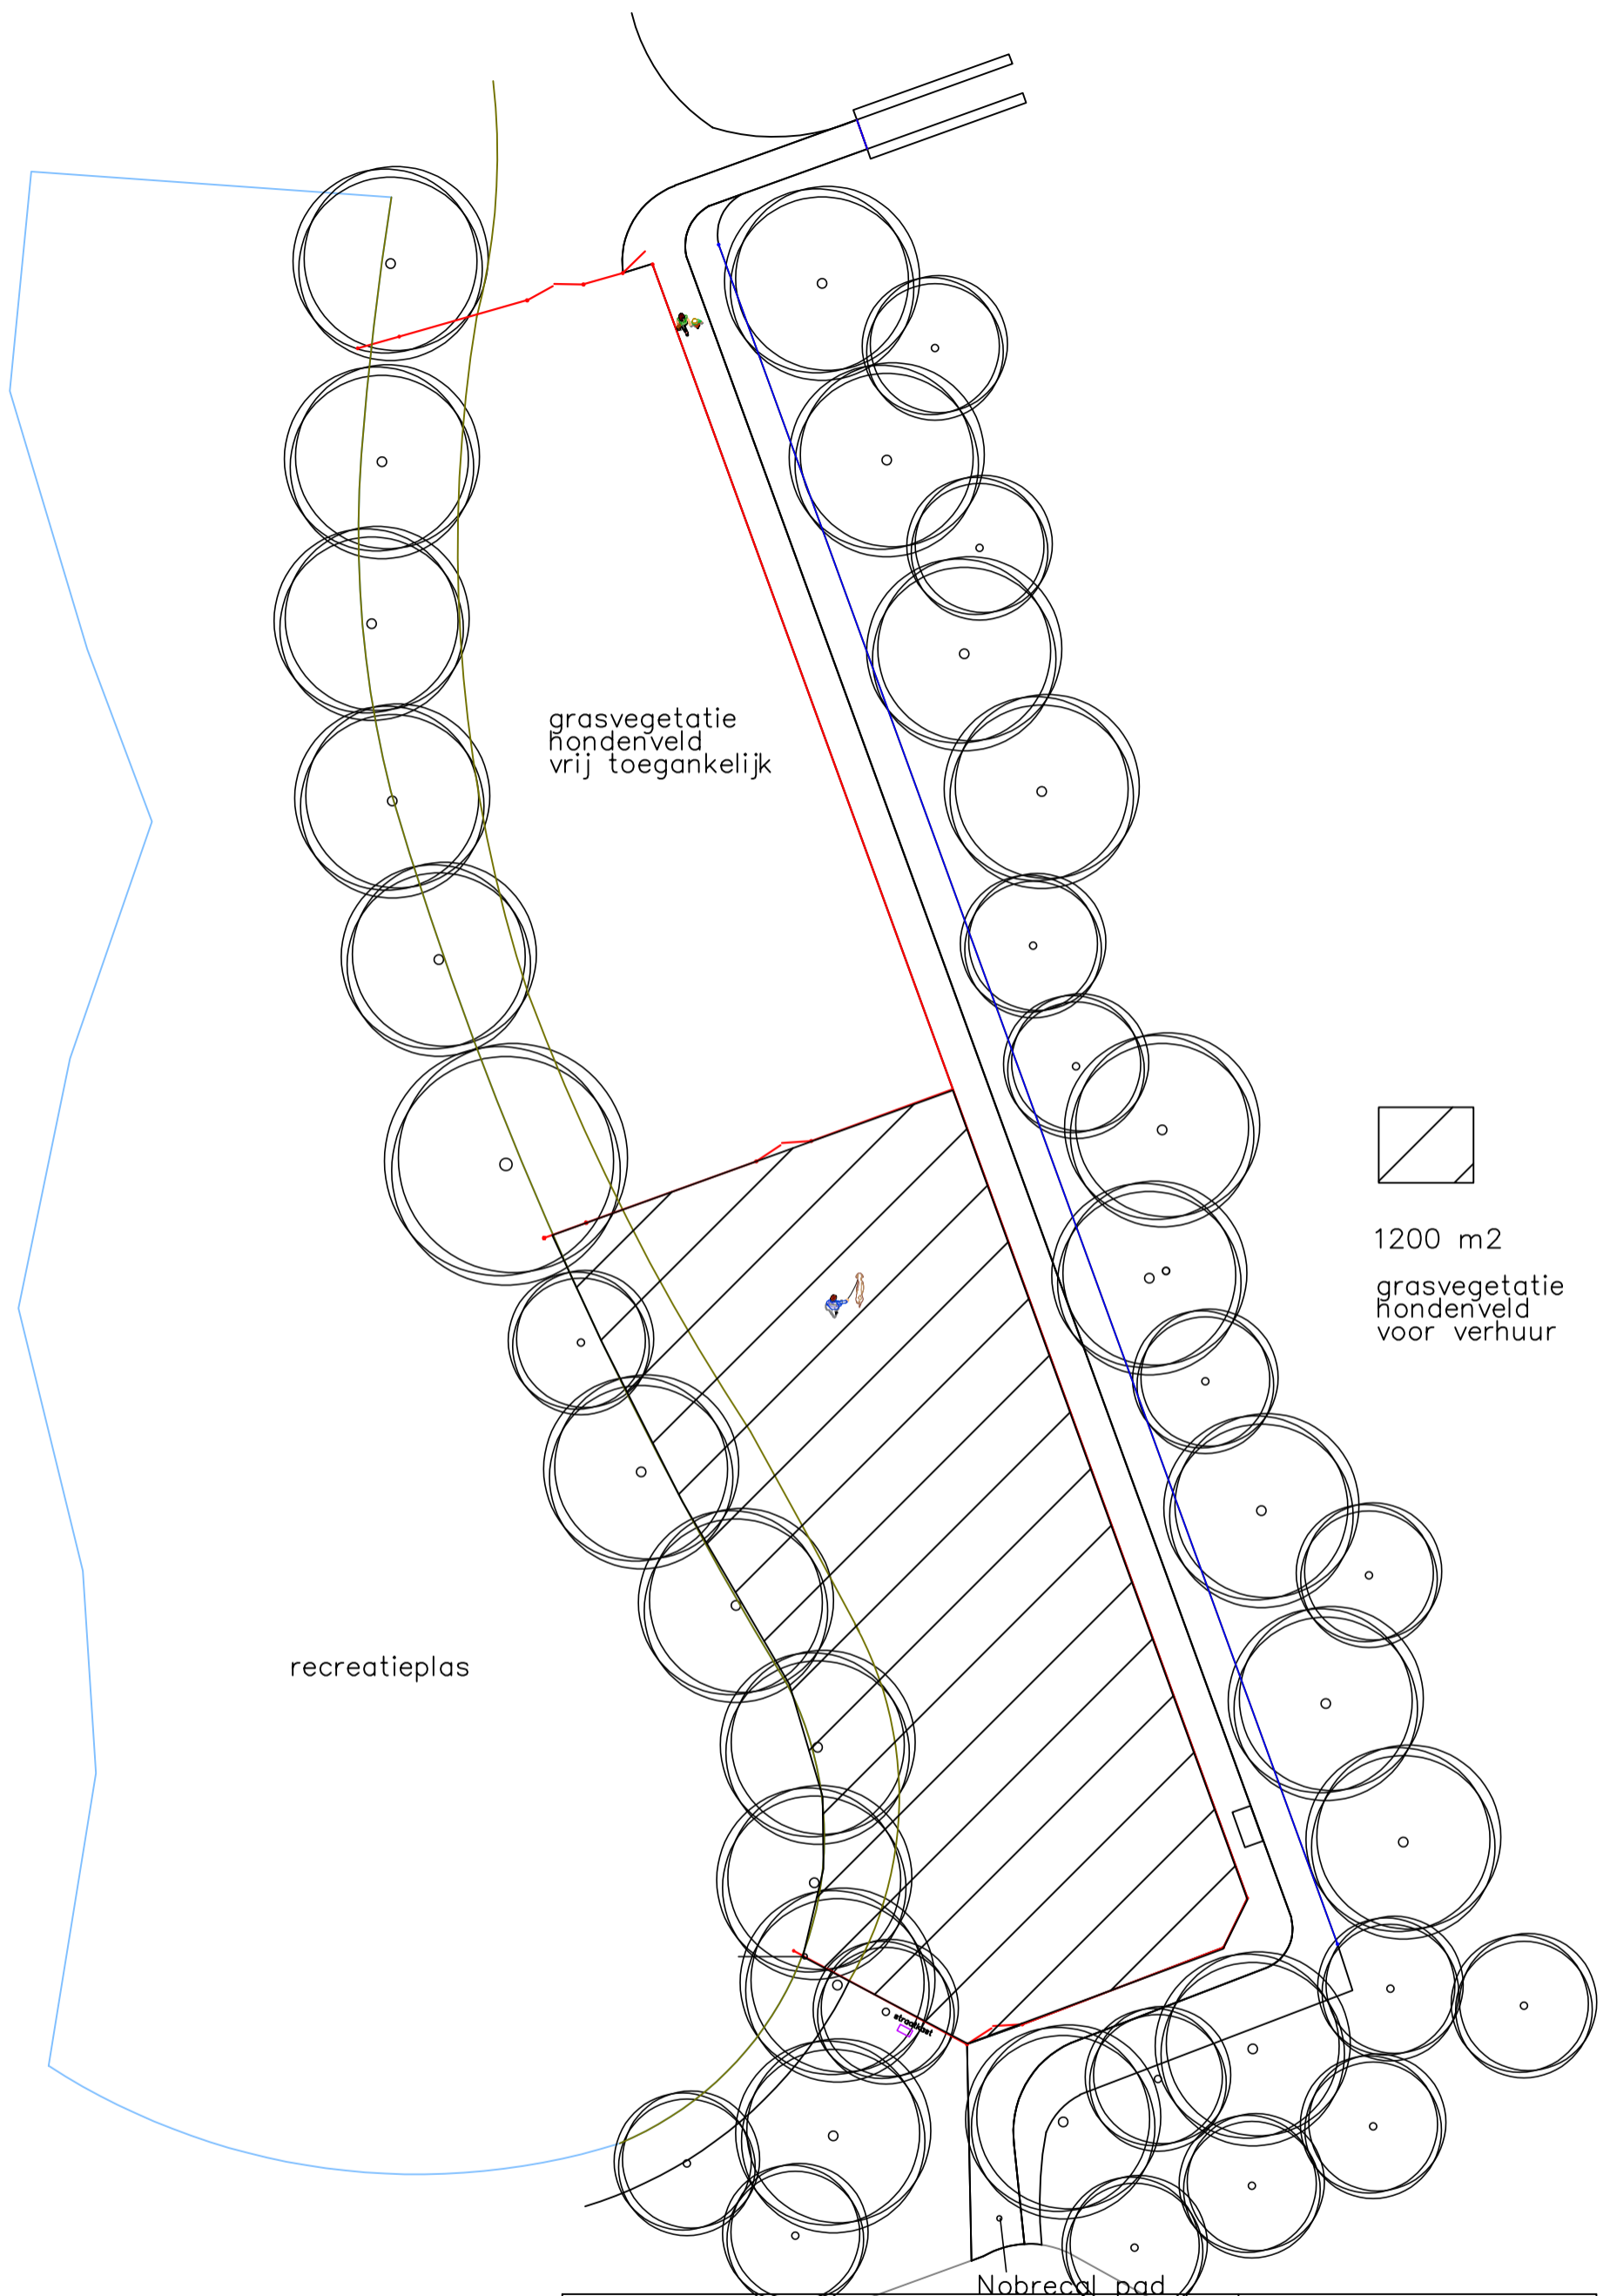 grasvegetatie
hondenveld
vrij toegankelijk
1200 m2
grasvegetatie
hondenveld
voor verhuur
recreatieplas
Nobrecal pad